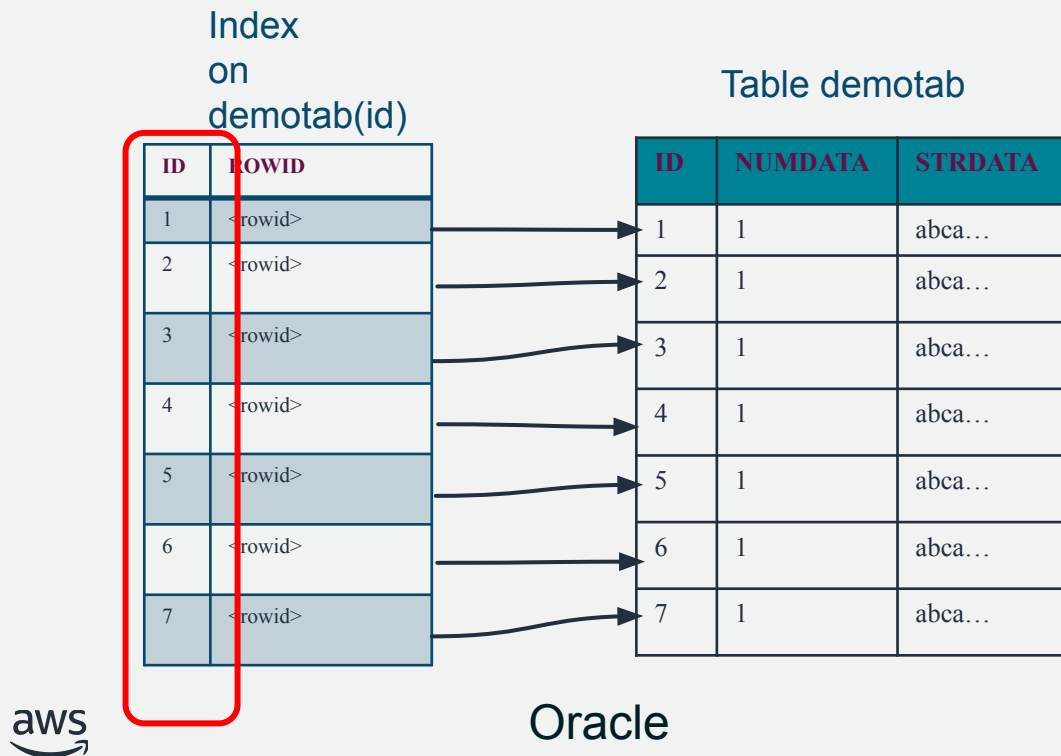 Index
on
demotab(id)
Table demotab
ID ROWID
1 <rowid>
2 <rowid>
3 <rowid>
4 <rowid>
5 <rowid>
6 <rowid>
7 <rowid>
ID NUMDATA STRDATA
1 1 abca…
2 1 abca…
3 1 abca…
4 1 abca…
5 1 abca…
6 1 abca…
7 1 abca…
aws
Oracle